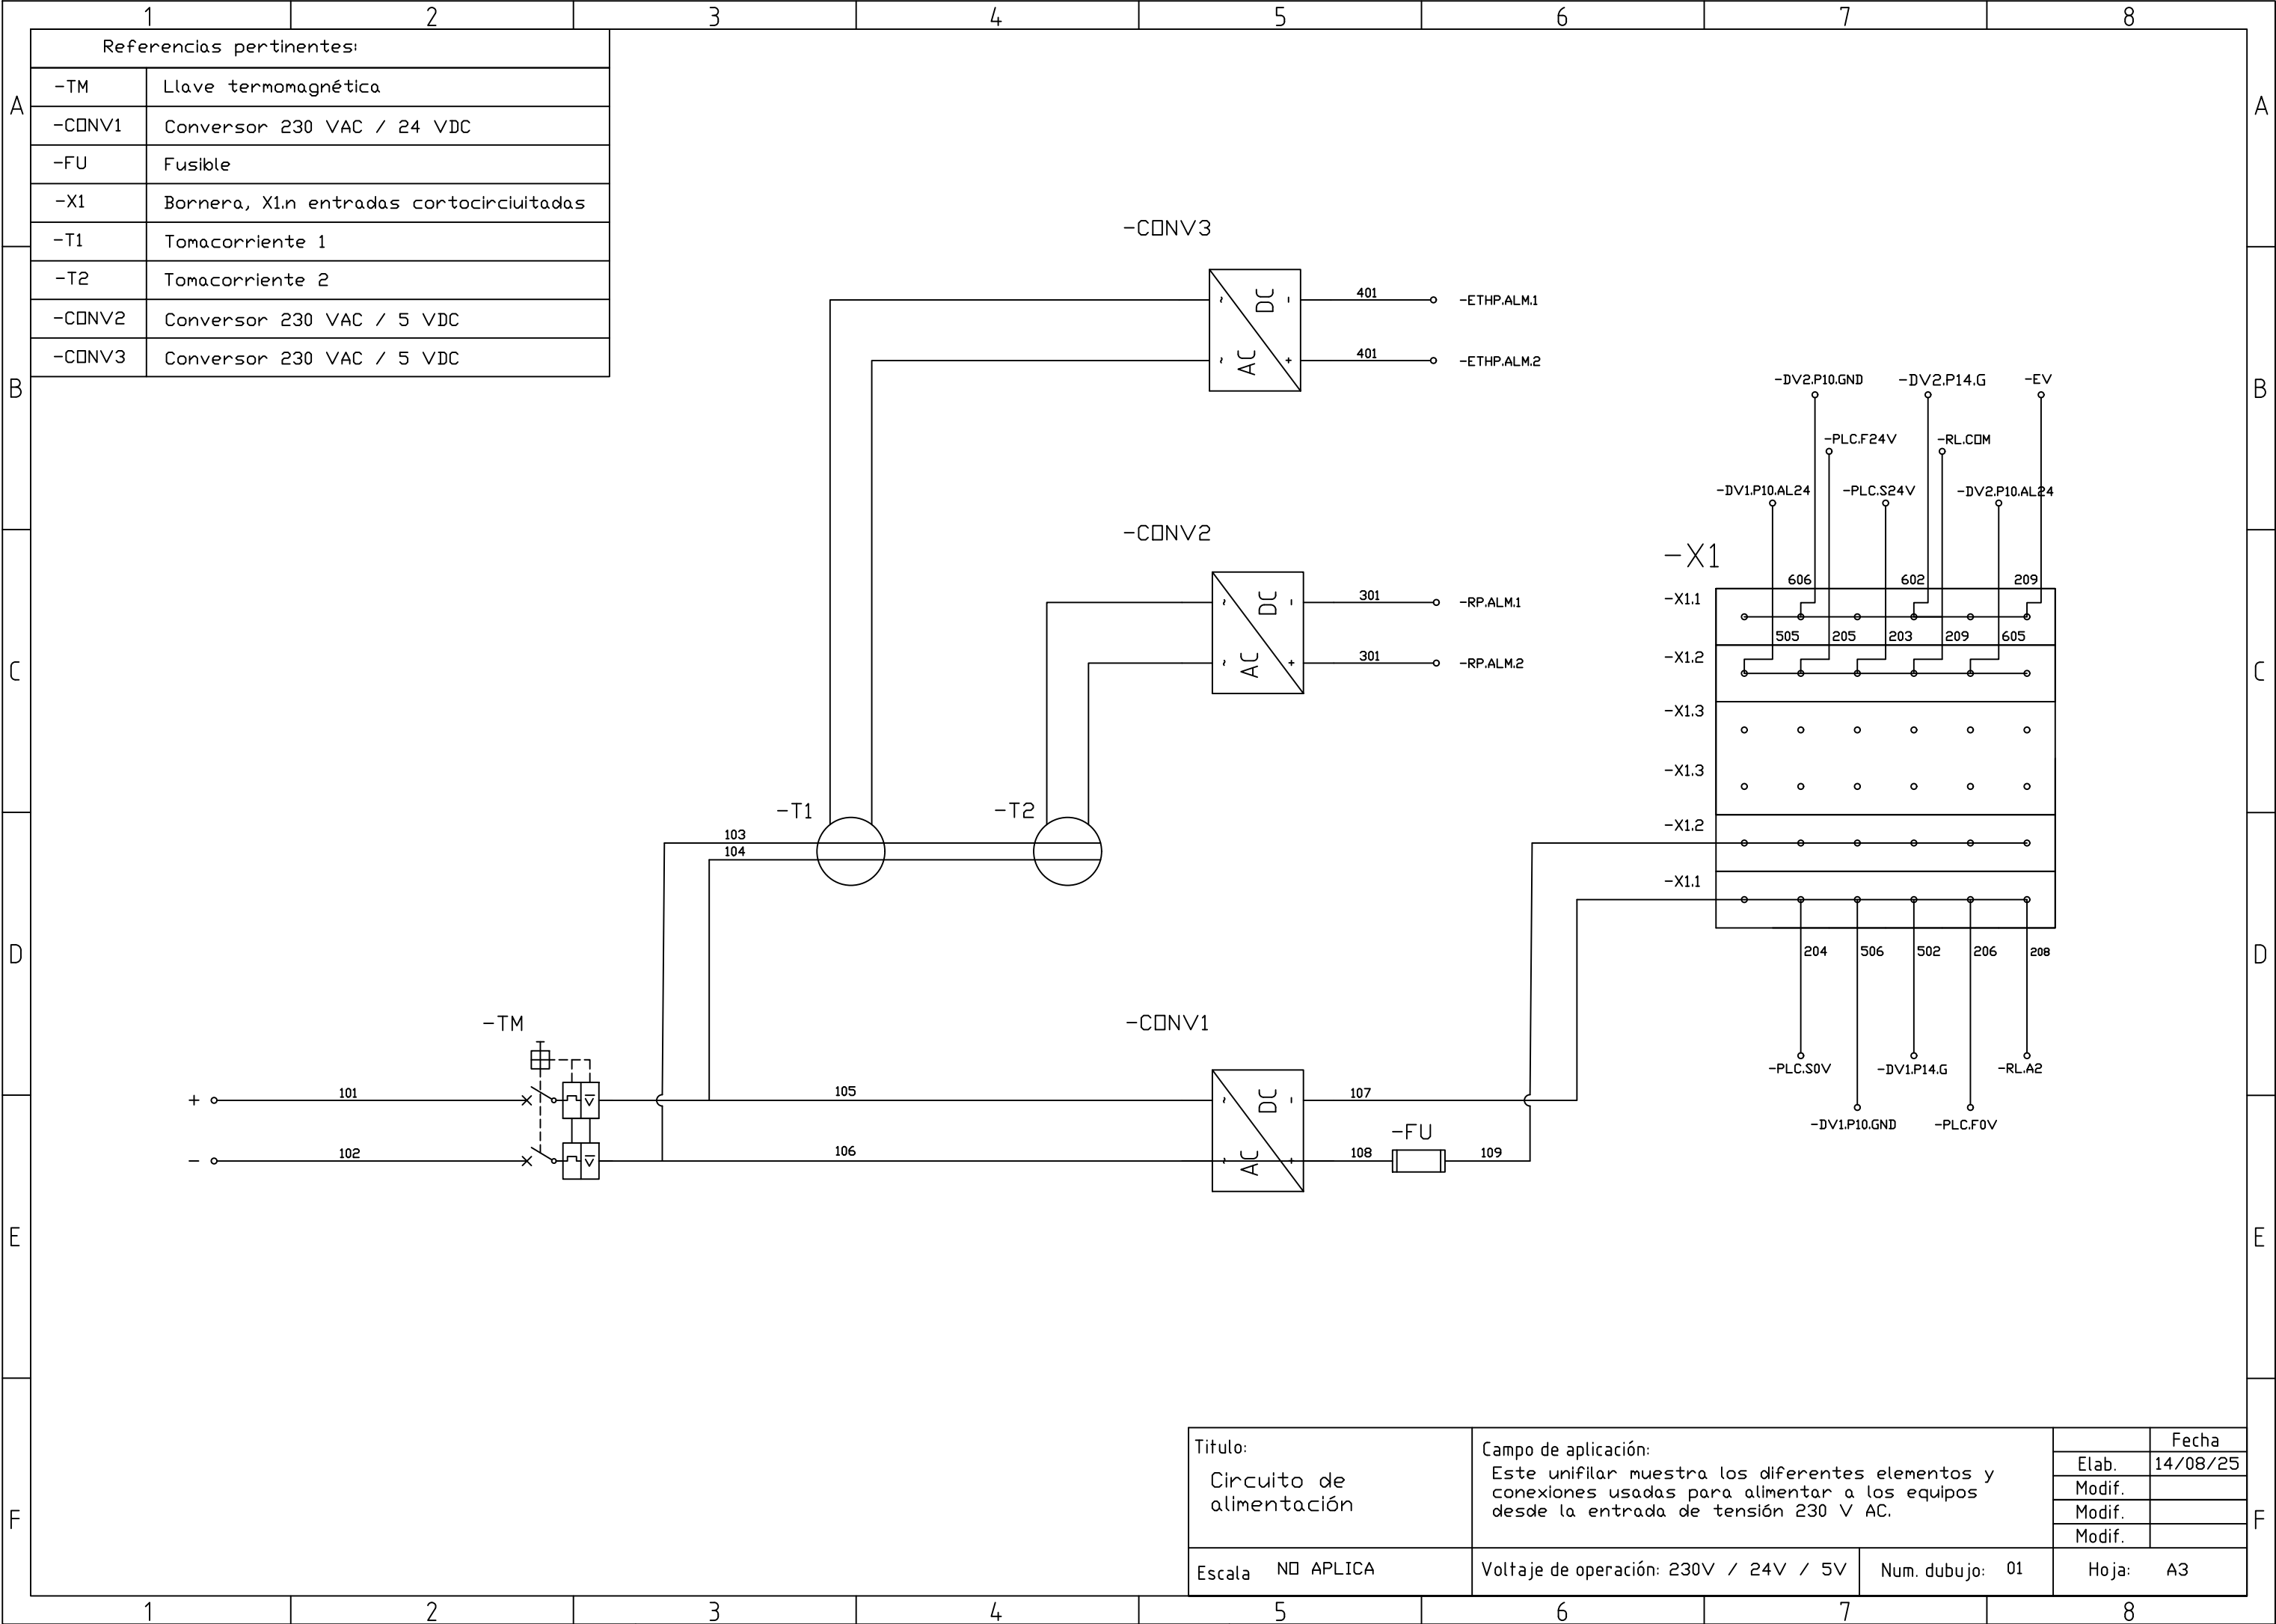 1 2 3 4 5 6 7 8
A A
B B
C C
D D
E E
F F
Referencias pertinentes:
-TM Llave termomagnética
-CONV1 Conversor 230 VAC / 24 VDC
-FU Fusible
-X1 Bornera, X1.n entradas cortocirciuitadas
-T1 Tomacorriente 1
-T2 Tomacorriente 2
-CONV2 Conversor 230 VAC / 5 VDC
-CONV3 Conversor 230 VAC / 5 VDC
-CONV3
~ DC - 401 -ETHP.ALM.1
~ AC + 401 -ETHP.ALM.2
-CONV2
~ DC - 301 -RP.ALM.1
~ AC + 301 -RP.ALM.2
-DV2.P10.GND -DV2.P14.G -EV
-PLC.F24V -RL.COM
-DV1.P10.AL24 -PLC.S24V -DV2.P10.AL24
-X1
606 602 209
-X1.1
505 205 203 209 605
-X1.2
-X1.3
-X1.3
-X1.2
-X1.1
204 506 502 206 208
-PLC.S0V -DV1.P14.G -RL.A2
-DV1.P10.GND -PLC.F0V
-T1 -T2
103
104
-TM
-CONV1
+ 101 105 ~ DC - 107
-FU
- 102 106 ~ AC + 108 109
Titulo:
Circuito de
alimentación
Campo de aplicación:
Este unifilar muestra los diferentes elementos y
conexiones usadas para alimentar a los equipos
desde la entrada de tensión 230 V AC.
Fecha
Elab. 14/08/25
Modif.
Modif.
Modif.
Escala NO APLICA
Voltaje de operación: 230V / 24V / 5V
Num. dubujo: 01
Hoja: A3
1 2 3 4 5 6 7 8